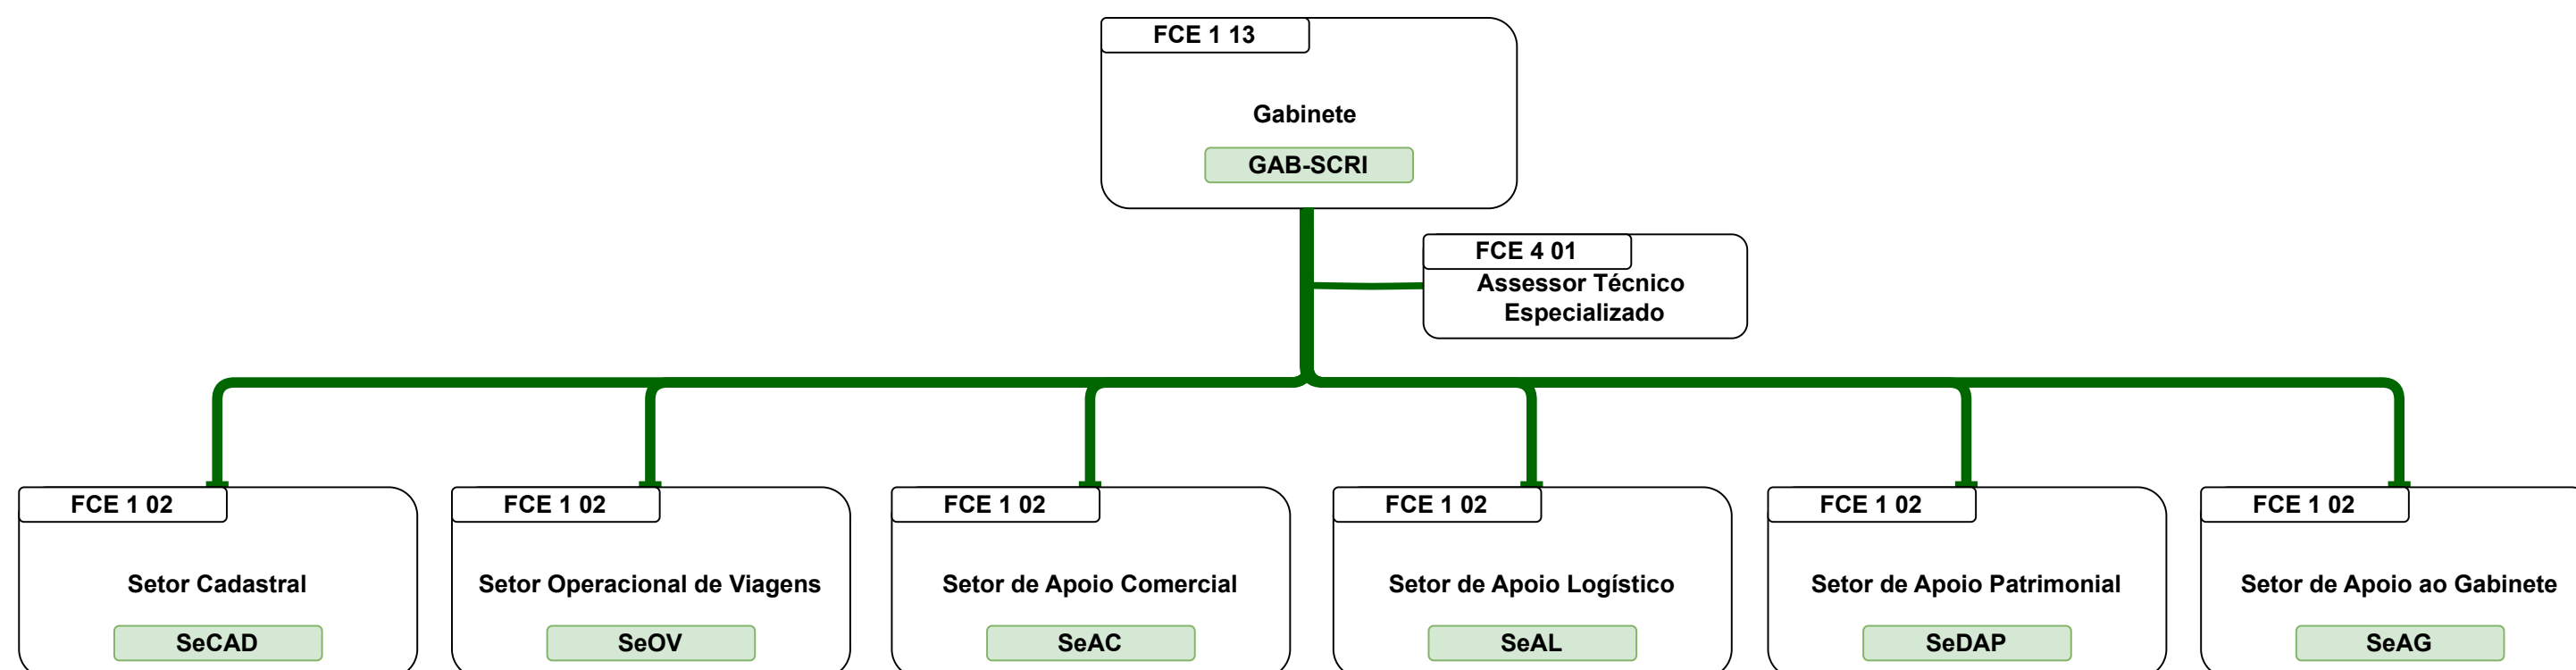 FCE 1 13
Gabinete
GAB-SCRI
FCE 4 01
Assessor Técnico
Especializado
FCE 1 02
Setor Cadastral
SeCAD
FCE 1 02
Setor Operacional de Viagens
SeOV
FCE 1 02
Setor de Apoio Comercial
SeAC
FCE 1 02
Setor de Apoio Logístico
SeAL
FCE 1 02
Setor de Apoio Patrimonial
SeDAP
FCE 1 02
Setor de Apoio ao Gabinete
SeAG